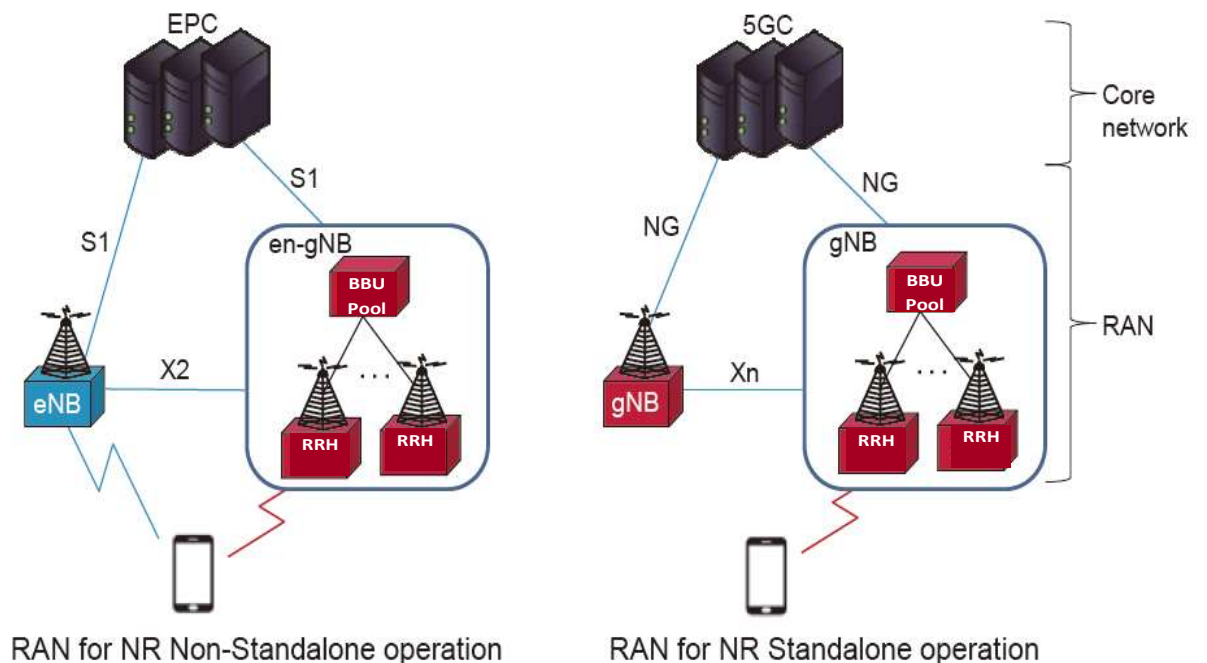 EPC
S1
S1
en-gNB
BBU
Pool
X2
...
eNB
RRH
RRH
RAN for NR Non-Standalone operation
5GC
NG
NG
gNB
BBU
Pool
Xn
...
gNB
RRH
RRH
RAN for NR Standalone operation
Core
network
RAN